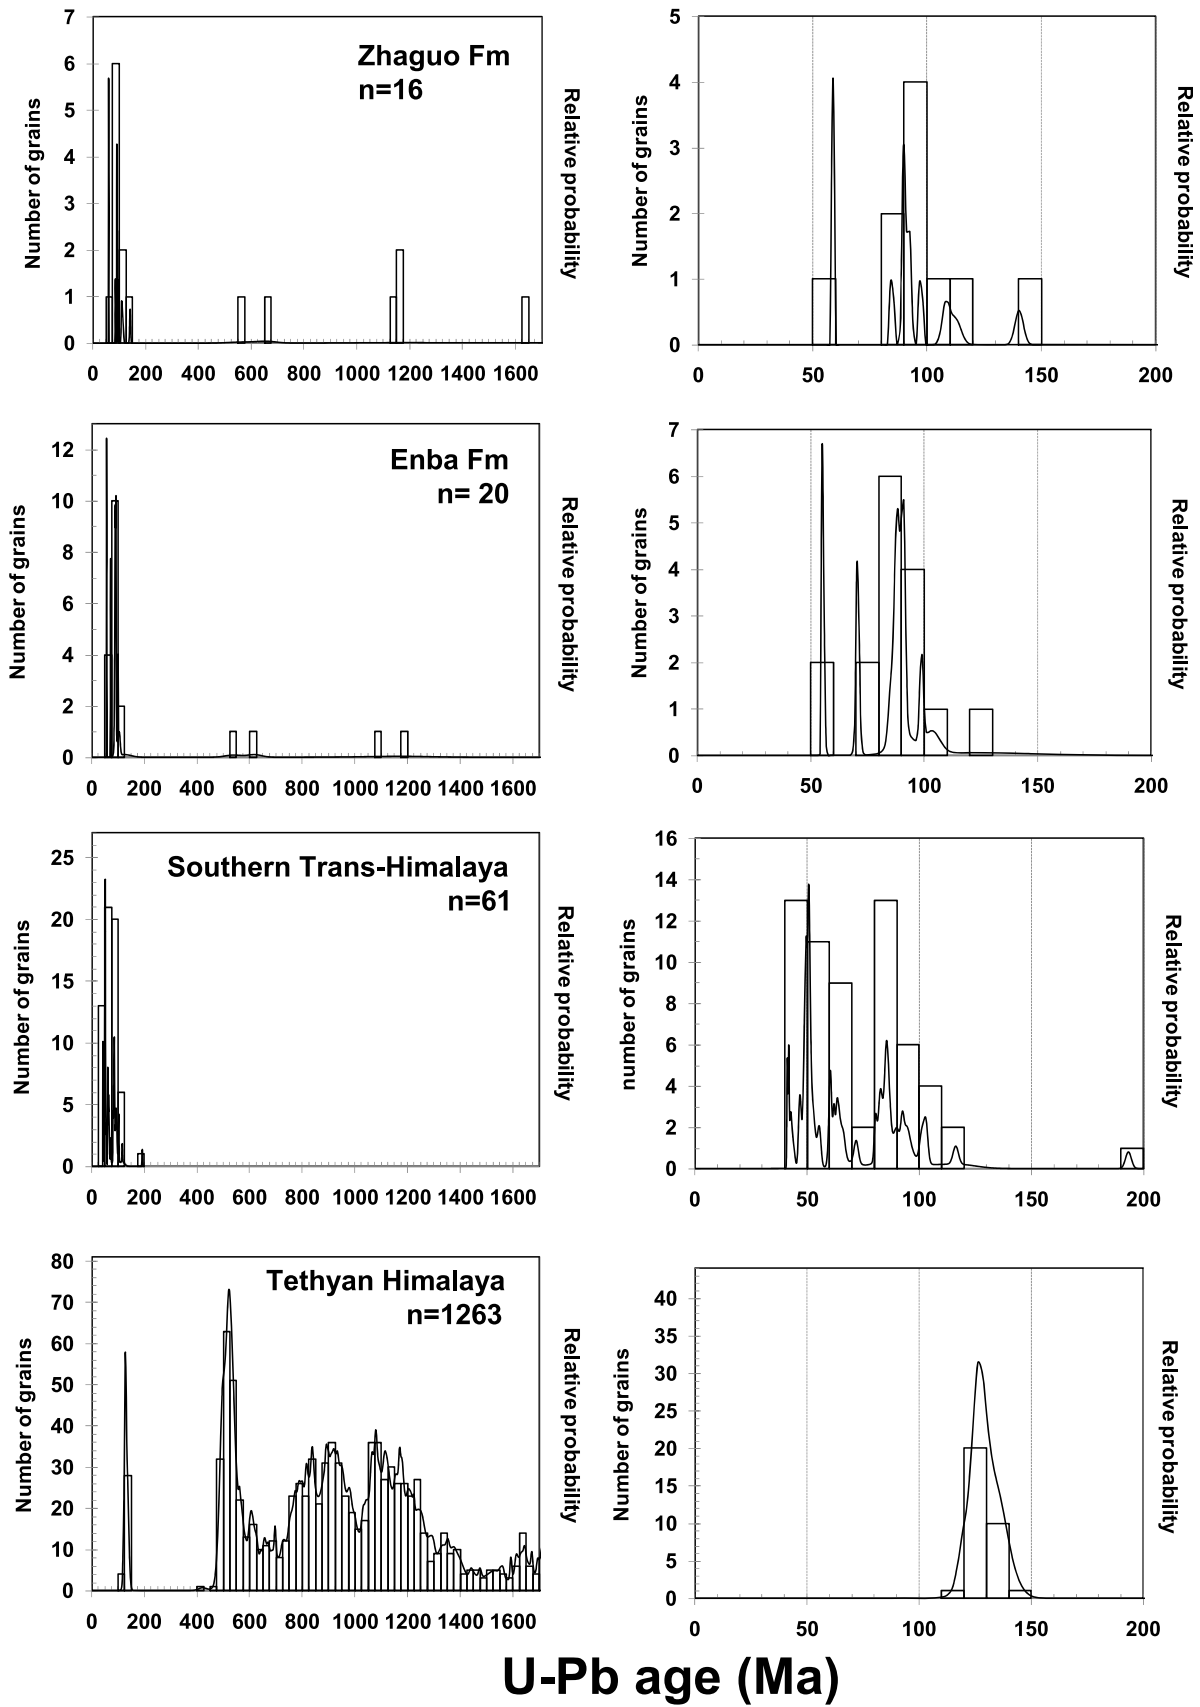 7
6
5
4
3
2
1
0
Number of grains
Zhaguo Fm
n=16
Relative probability
0 200 400 600 800 1000 1200 1400 1600
5
4
3
2
1
0
Number of grains
Relative probability
0 50 100 150 200
12
10
8
6
4
2
0
Number of grains
Enba Fm
n= 20
Relative probability
0 200 400 600 800 1000 1200 1400 1600
7
6
5
4
3
2
1
0
Number of grains
Relative probability
0 50 100 150 200
25
20
15
10
5
0
Number of grains
Southern Trans-Himalaya
n=61
Relative probability
0 200 400 600 800 1000 1200 1400 1600
16
14
12
10
8
6
4
2
0
number of grains
Relative probability
0 50 100 150 200
80
70
60
50
40
30
20
10
0
Number of grains
Tethyan Himalaya
n=1263
Relative probability
0 200 400 600 800 1000 1200 1400 1600
40
35
30
25
20
15
10
5
0
Number of grains
Relative probability
0 50 100 150 200
U-Pb age (Ma)